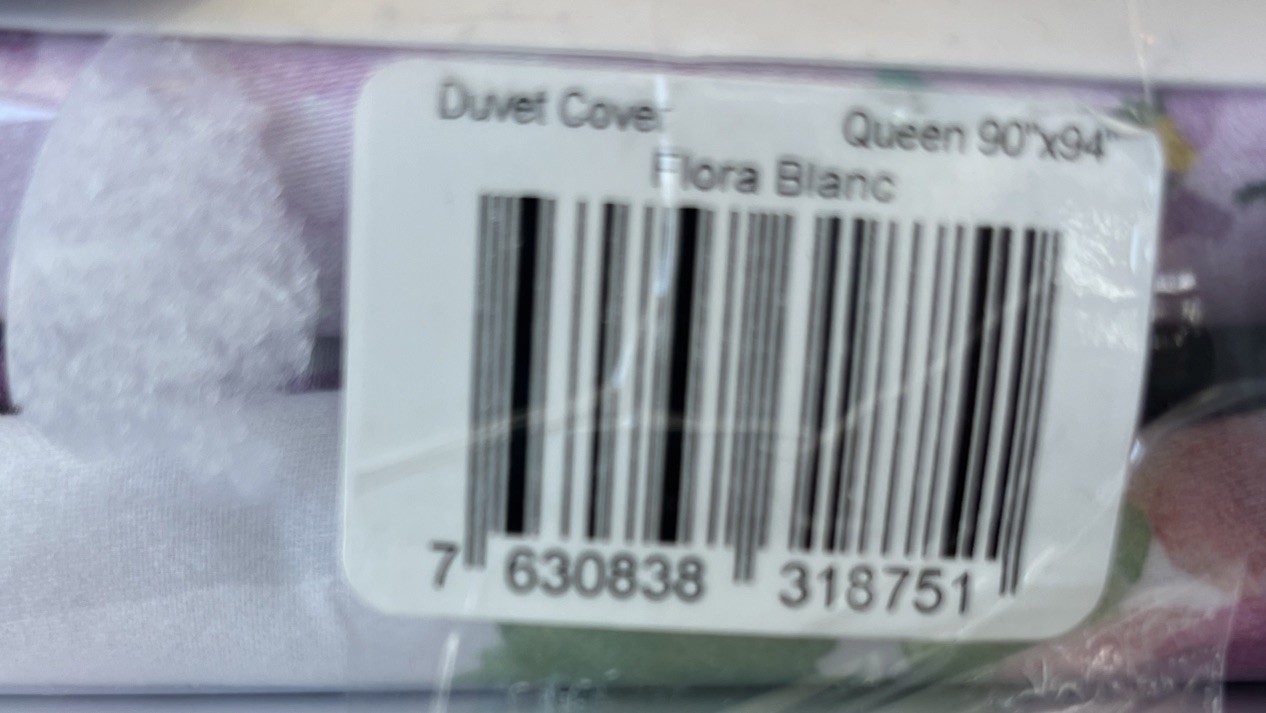 Duvet Cover
Queen 90"x94"
Flora Blanc
7 630838 318751